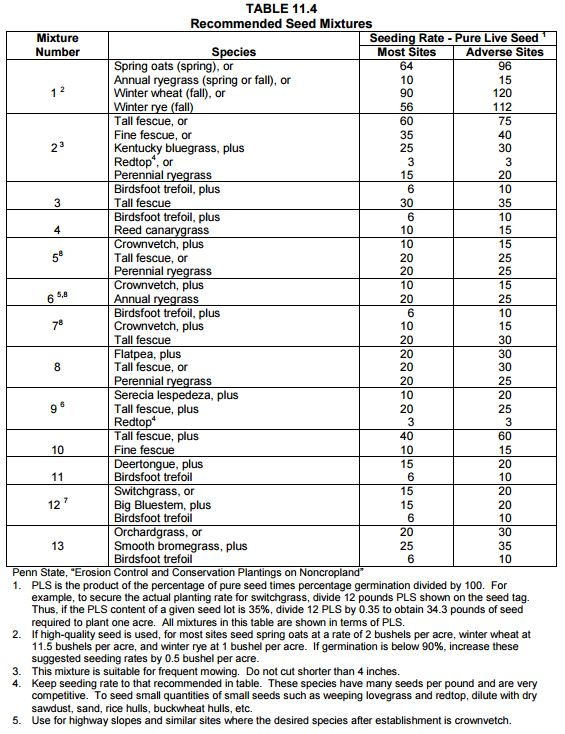 TABLE 11.4
Recommended Seed Mixtures
Mixture Number Species Seeding Rate - Pure Live Seed 1
Most Sites Adverse Sites
1 2
Spring oats (spring), or 64 96
Annual ryegrass (spring or fall), or 10 15
Winter wheat (fall), or 90 120
Winter rye (fall) 56 112
2 3
Tall fescue, or 60 75
Fine fescue, or 35 40
Kentucky bluegrass, plus 25 30
Redtop4, or 3 3
Perennial ryegrass 15 20
3
Birdsfoot trefoil, plus 6 10
Tall fescue 30 35
4
Birdsfoot trefoil, plus 6 10
Reed canarygrass 10 15
5 8
Crownvetch, plus 10 15
Tall fescue, or 20 25
Perennial ryegrass 20 25
6 5,8
Crownvetch, plus 10 15
Annual ryegrass 20 25
7 8
Birdsfoot trefoil, plus 6 10
Crownvetch, plus 10 15
Tall fescue 20 30
8
Flatpea, plus 20 30
Tall fescue, or 20 30
Perennial ryegrass 20 25
9 6
Serecia lespedeza, plus 10 20
Tall fescue, plus 20 25
Redtop4 3 3
10
Tall fescue, plus 40 60
Fine fescue 10 15
11
Deertongue, plus 15 20
Birdsfoot trefoil 6 10
12 7
Switchgrass, or 15 20
Big Bluestem, plus 15 20
Birdsfoot trefoil 6 10
13
Orchardgrass, or 20 30
Smooth bromegrass, plus 25 35
Birdsfoot trefoil 6 10
Penn State, "Erosion Control and Conservation Plantings on Noncropland"
1. PLS is the product of the percentage of pure seed times percentage germination divided by 100. For
example, to secure the actual planting rate for switchgrass, divide 12 pounds PLS shown on the seed tag.
Thus, if the PLS content of a given seed lot is 35%, divide 12 PLS by 0.35 to obtain 34.3 pounds of seed
required to plant one acre. All mixtures in this table are shown in terms of PLS.
2. If high-quality seed is used, for most sites seed spring oats at a rate of 2 bushels per acre, winter wheat at
11.5 bushels per acre, and winter rye at 1 bushel per acre. If germination is below 90%, increase these
suggested seeding rates by 0.5 bushel per acre.
3. This mixture is suitable for frequent mowing. Do not cut shorter than 4 inches.
4. Keep seeding rate to that recommended in table. These species have many seeds per pound and are very
competitive. To seed small quantities of small seeds such as weeping lovegrass and redtop, dilute with dry
sawdust, sand, rice hulls, buckwheat hulls, etc.
5. Use for highway slopes and similar sites where the desired species after establishment is crownvetch.